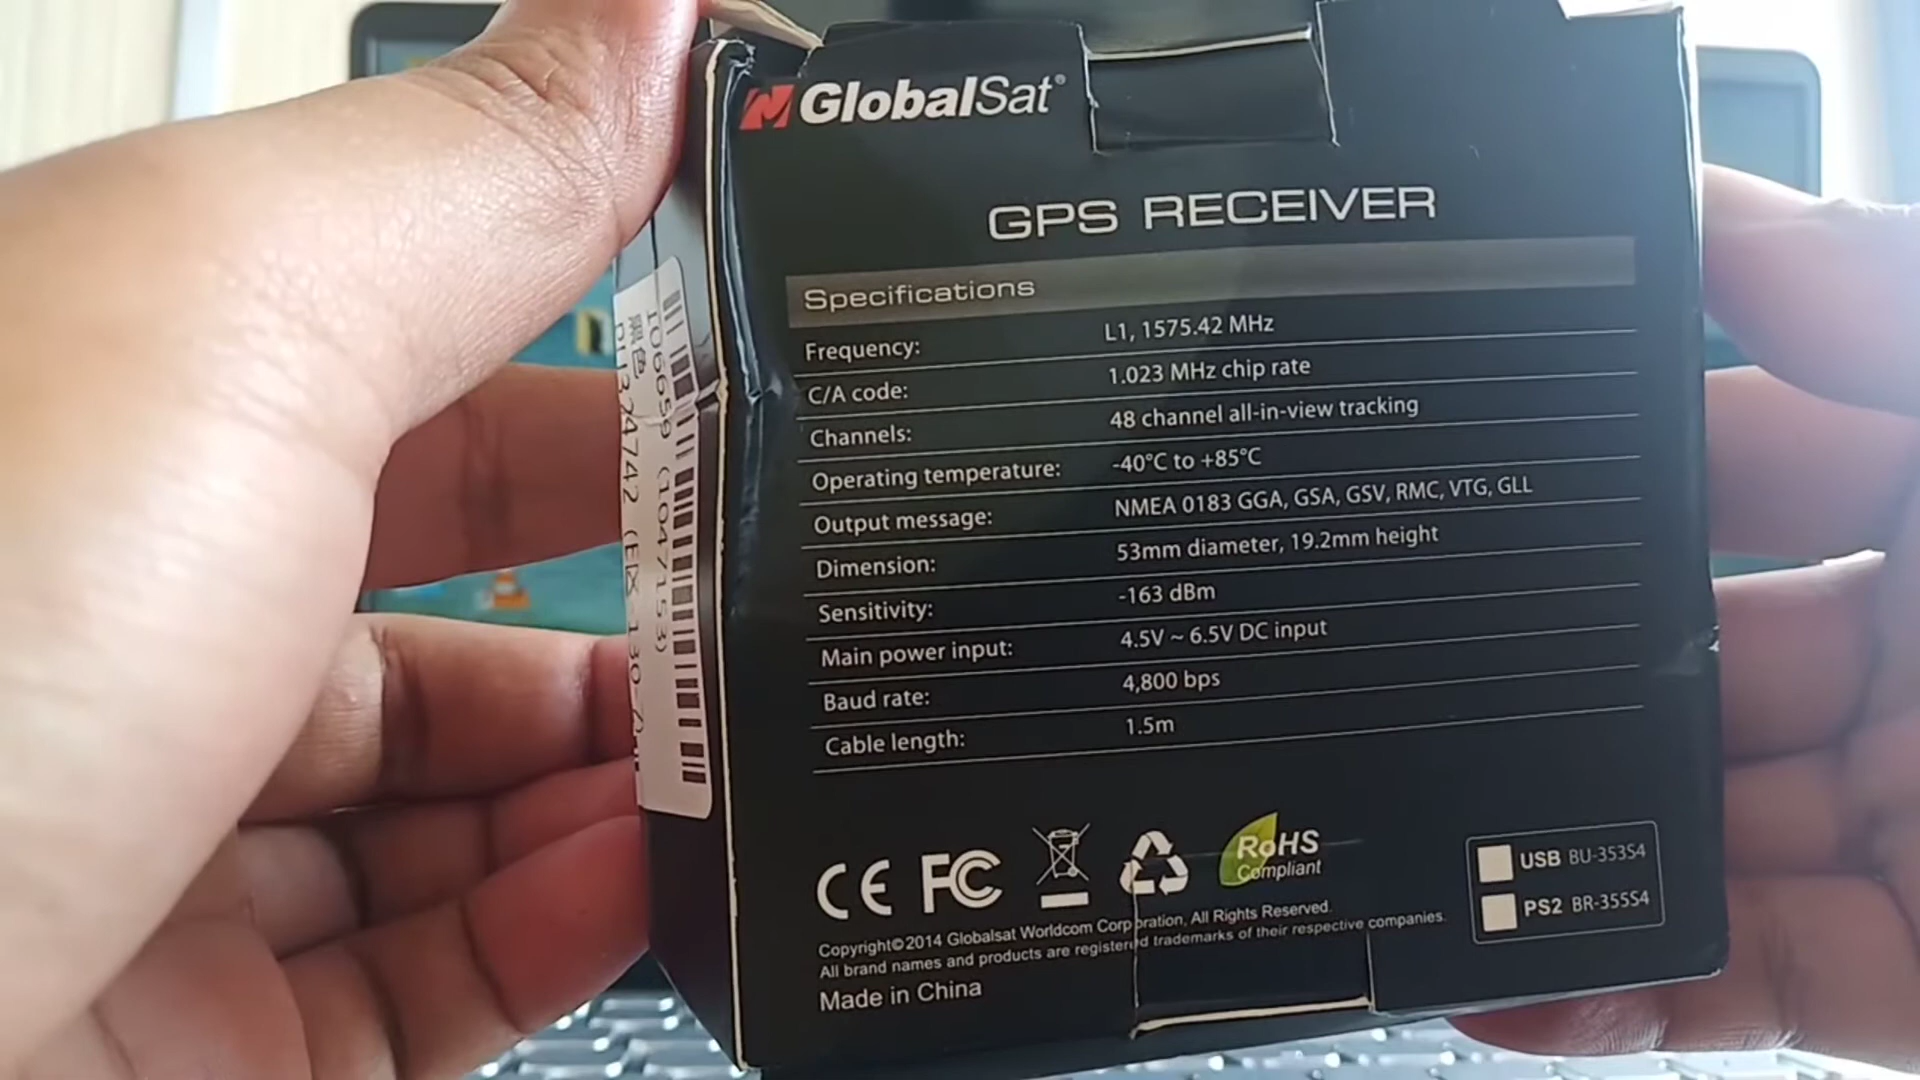 GlobalSat®
GPS RECEIVER
Specifications
Frequency: L1, 1575.42 MHz
C/A code: 1.023 MHz chip rate
Channels: 48 channel all-in-view tracking
Operating temperature: -40°C to +85°C
Output message: NMEA 0183 GGA, GSA, GSV, RMC, VTG, GLL
Dimension: 53mm diameter, 19.2mm height
Sensitivity: -163 dBm
Main power input: 4.5V ~ 6.5V DC input
Baud rate: 4,800 bps
Cable length: 1.5m
CE FC RoHS
Compliant
USB BU-353S4
PS2 BR-355S4
Copyright©2014 Globalsat Worldcom Corporation, All Rights Reserved.
All brand names and products are registered trademarks of their respective companies.
Made in China
106659 (1047153)
黑色